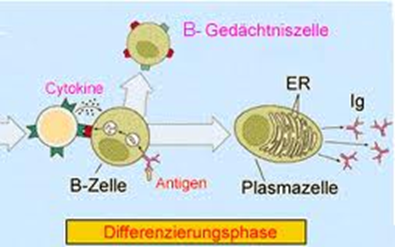 B- Gedächtniszelle
Cytokine
ER
Ig
B-Zelle
Antigen
Plasmazelle
Differenzierungsphase